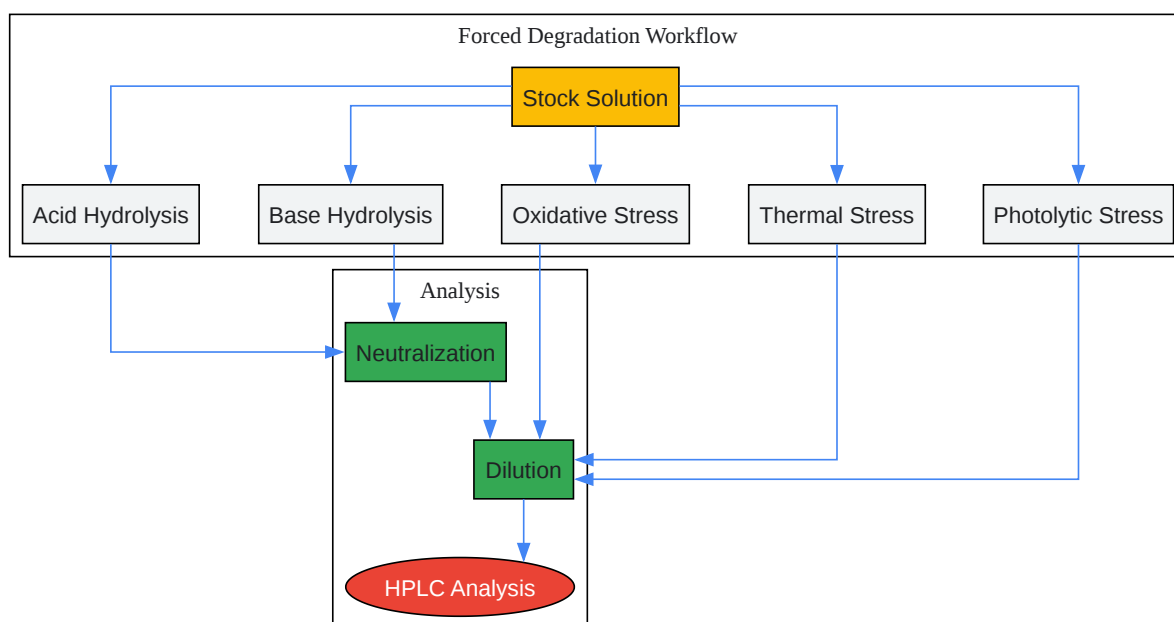 Forced Degradation Workflow
Stock Solution
Acid Hydrolysis
Base Hydrolysis
Oxidative Stress
Thermal Stress
Photolytic Stress
Analysis
Neutralization
Dilution
HPLC Analysis